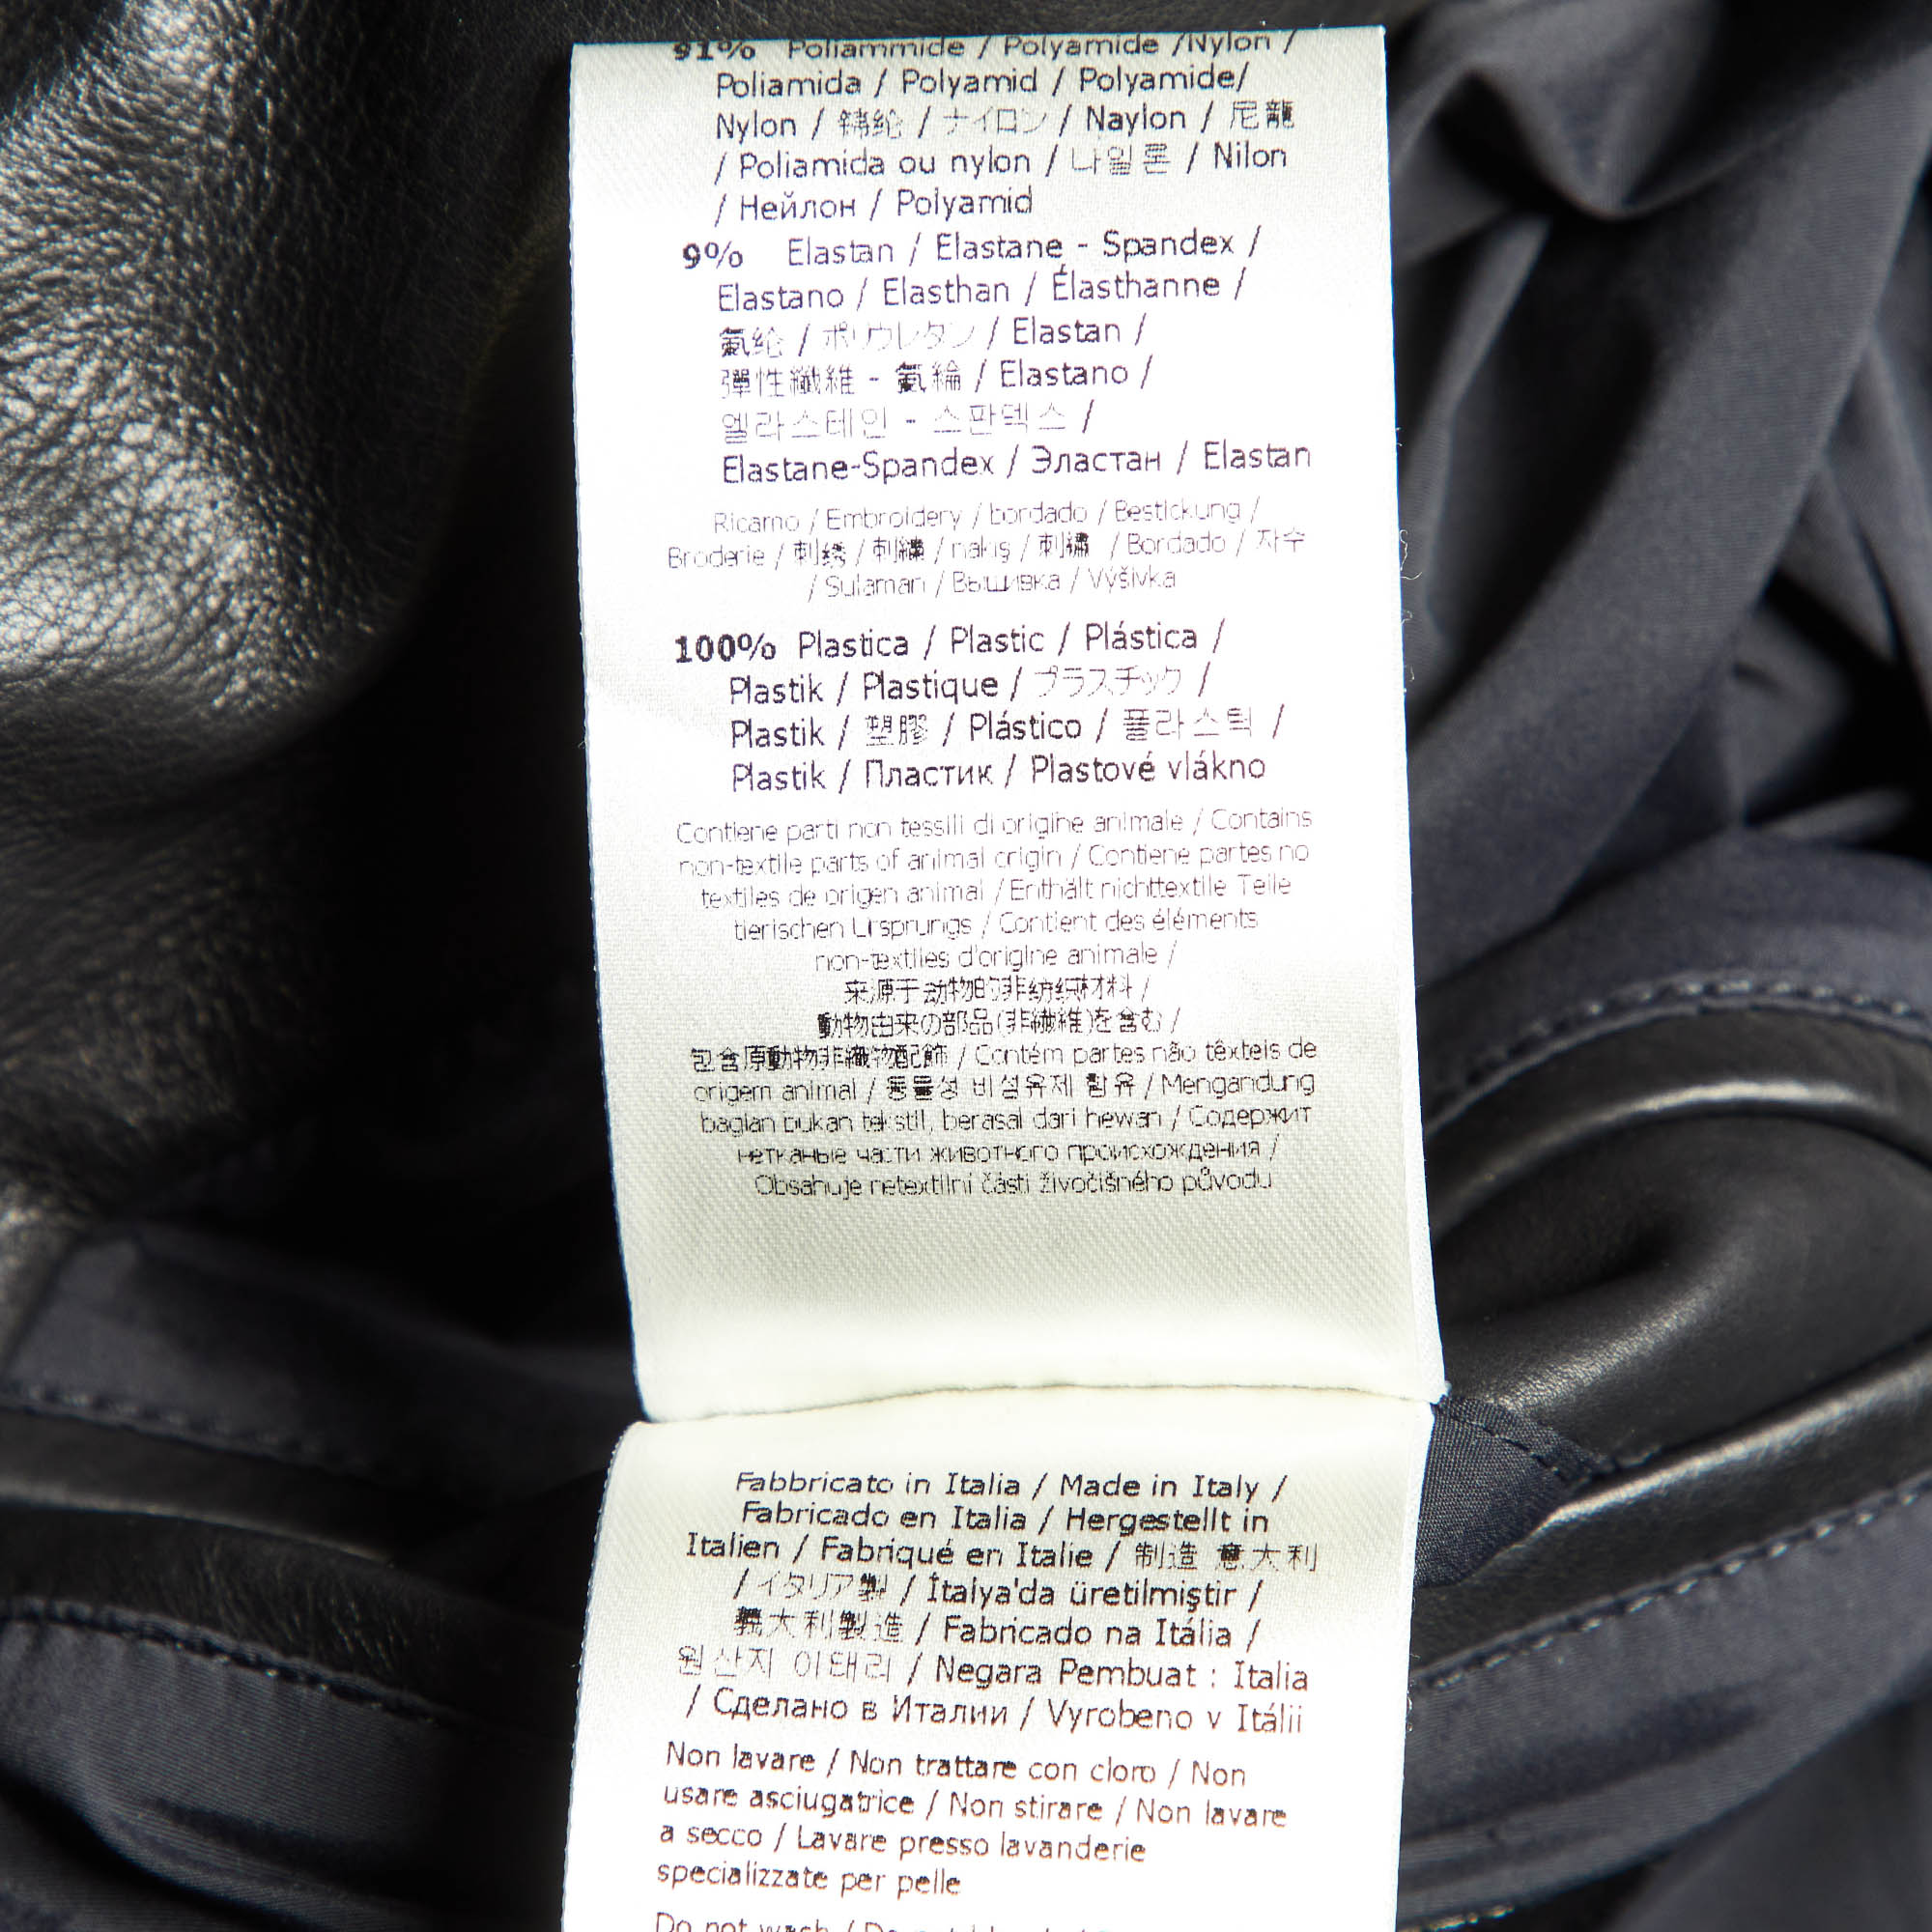 91% Poliammide / Polyamide /Nylon /
Poliamida / Polyamid / Polyamide/
Nylon / 锦纶 / ナイロン / Naylon / 尼龍
/ Poliamida ou nylon / 나일론 / Nilon
/ Нейлон / Polyamid
9% Elastan / Elastane - Spandex /
Elastano / Elasthan / Élasthanne /
氨纶 / ポリウレタン / Elastan /
彈性纖維 - 氨綸 / Elastano /
엘라스테인 - 스판덱스 /
Elastane-Spandex / Эластан / Elastan
Ricamo / Embroidery / bordado / Bestickung /
Broderie / 刺绣 / 刺繍 / nakış / 刺繡 / Bordado / 자수
/ Sulaman / Вышивка / Výšivka
100% Plastica / Plastic / Plástica /
Plastik / Plastique / プラスチック /
Plastik / 塑膠 / Plástico / 플라스틱 /
Plastik / Пластик / Plastové vlákno
Contiene parti non tessili di origine animale / Contains
non-textile parts of animal origin / Contiene partes no
textiles de origen animal / Enthält nichttextile Teile
tierischen Ursprungs / Contient des éléments
non-textiles d'origine animale /
来源于动物的非纺织材料 /
動物由来の部品(非繊維)を含む /
包含原動物非織物配飾 / Contém partes não têxteis de
origem animal / 동물성 비섬유제 함유 / Mengandung
bagian bukan tekstil, berasal dari hewan / Содержит
нетканые части животного происхождения /
Obsahuje netextilní části živočišného původu
Fabbricato in Italia / Made in Italy /
Fabricado en Italia / Hergestellt in
Italien / Fabriqué en Italie / 制造 意大利
/ イタリア製 / İtalya'da üretilmiştir /
義大利製造 / Fabricado na Itália /
원산지 이태리 / Negara Pembuat : Italia
/ Сделано в Италии / Vyrobeno v Itálii
Non lavare / Non trattare con cloro / Non
usare asciugatrice / Non stirare / Non lavare
a secco / Lavare presso lavanderie
specializzate per pelle
Do not wash /